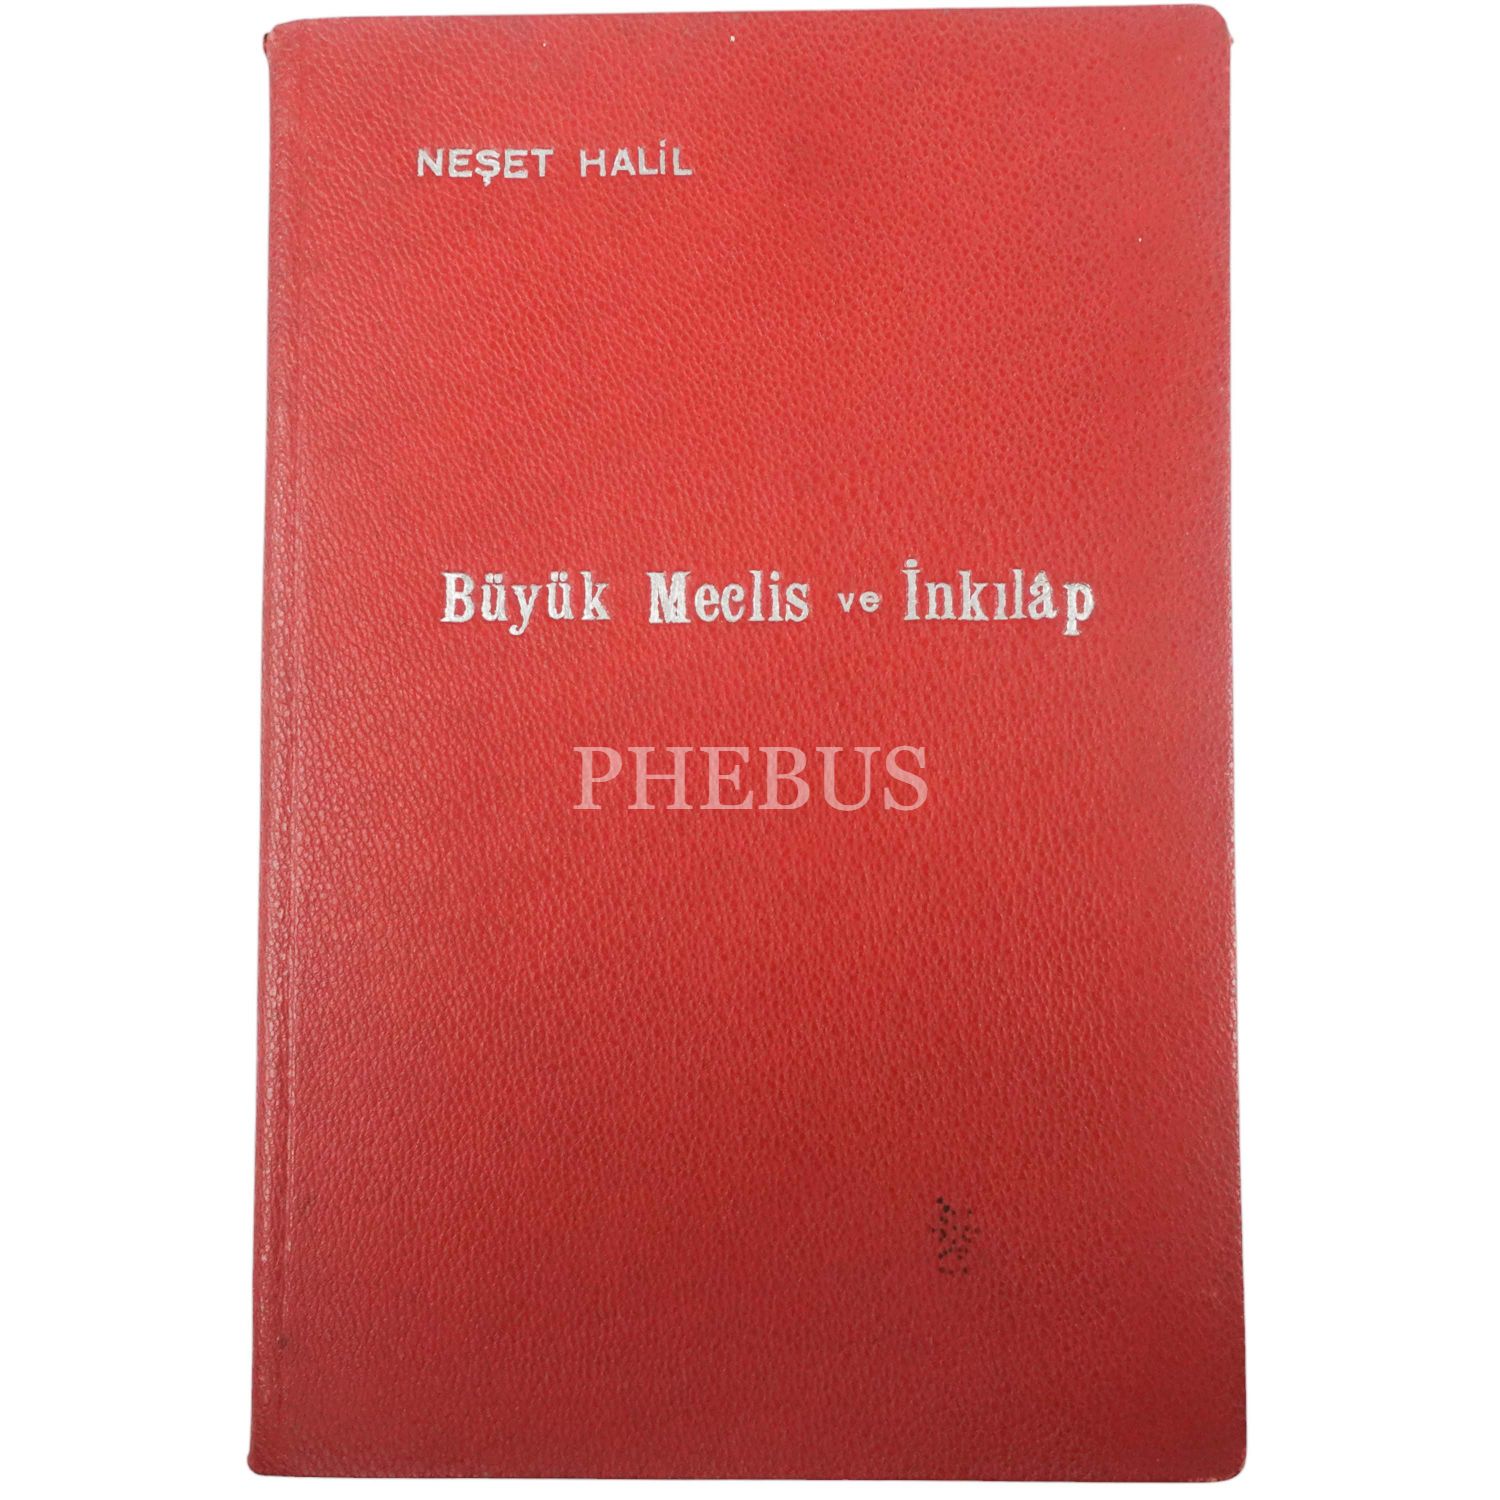 NEŞET HALİL
Büyük Meclis ve İnkılâp
PHEBUS